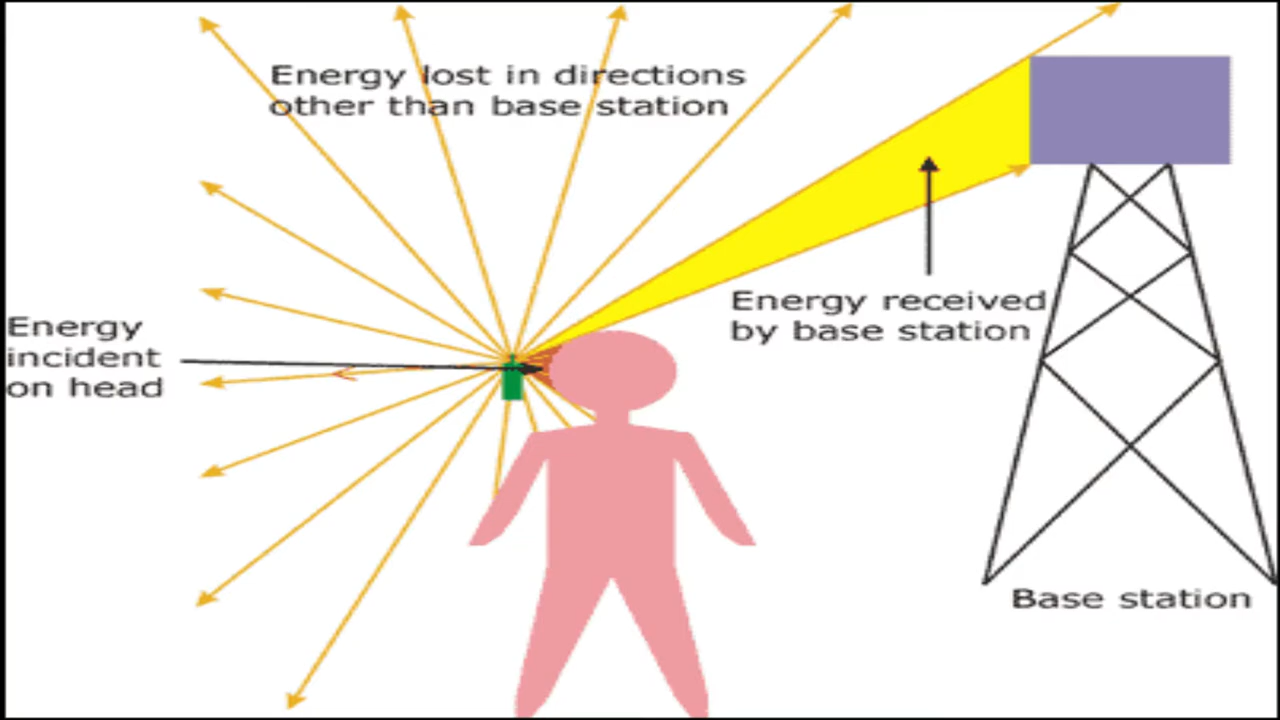 Energy lost in directions
other than base station
Energy received
by base station
Energy
incident
on head
Base station